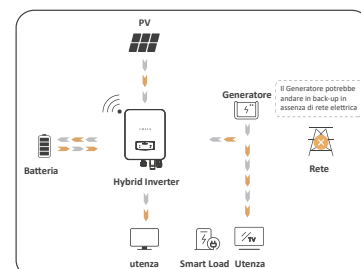 PV
Generatore
Il Generatore potrebbe
andare in back-up in
assenza di rete elettrica
Batteria
Hybrid Inverter
Rete
TV
utenza
Smart Load
Utenza